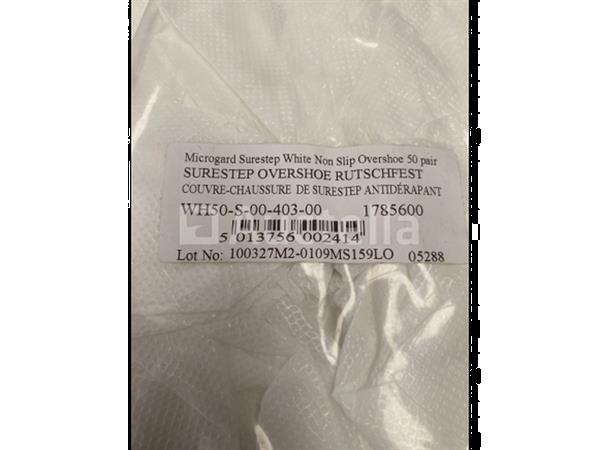 Microgard Surestep White Non Slip Overshoe 50 pair
SURESTEP OVERSHOE RUTSCHFEST
COUVRE-CHAUSSURE DE SURESTEP ANTIDÉRAPANT
WH50-S-00-403-00 1785600
5 013756 002414
Lot No: 100327M2-0109MS159LO 05288